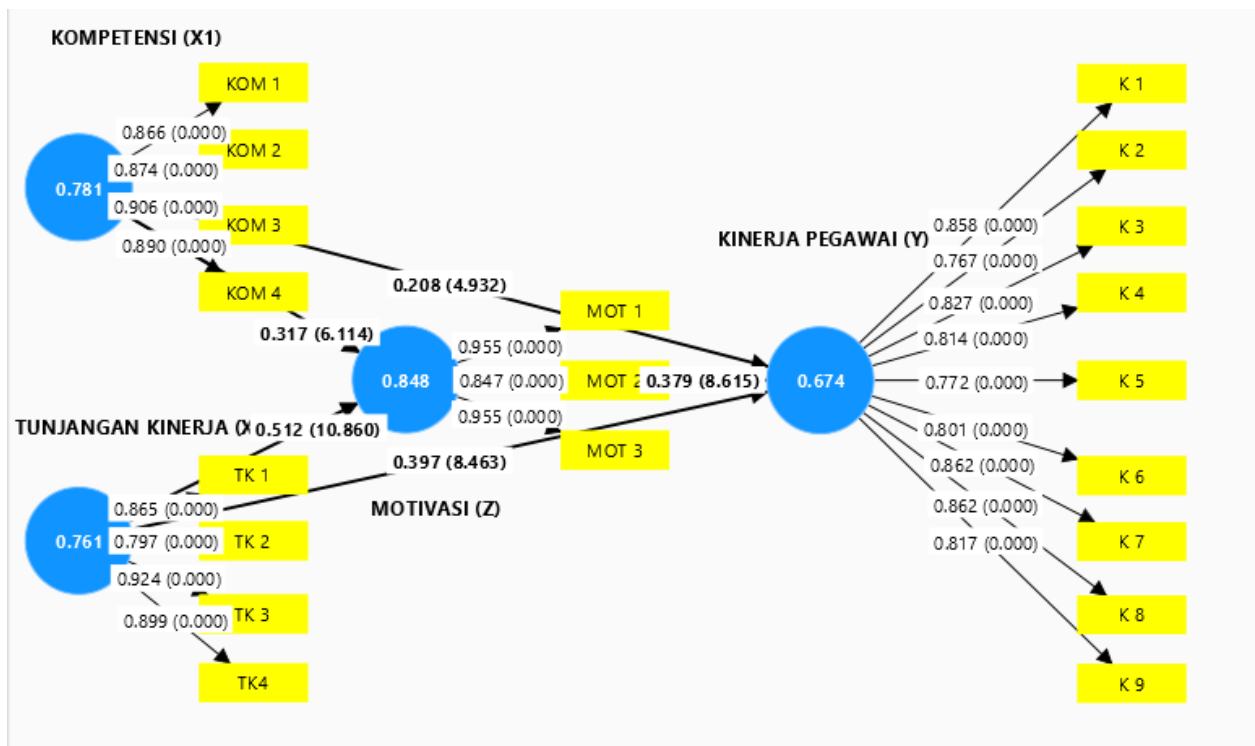 KOMPETENSI (X1)
KOM 1
0.866 (0.000)
KOM 2
0.874 (0.000)
0.781
0.906 (0.000)
KOM 3
0.890 (0.000)
KOM 4
0.208 (4.932)
0.317 (6.114)
MOT 1
0.955 (0.000)
0.848
0.847 (0.000)
MOT 2
0.379 (8.615)
0.955 (0.000)
MOT 3
TUNJANGAN KINERJA (X
0.512 (10.860)
0.397 (8.463)
TK 1
0.865 (0.000)
MOTIVASI (Z)
0.761
0.797 (0.000)
TK 2
0.924 (0.000)
TK 3
0.899 (0.000)
TK4
KINERJA PEGAWAI (Y)
0.674
0.858 (0.000)
0.767 (0.000)
0.827 (0.000)
0.814 (0.000)
0.772 (0.000)
0.801 (0.000)
0.862 (0.000)
0.862 (0.000)
0.817 (0.000)
K 1
K 2
K 3
K 4
K 5
K 6
K 7
K 8
K 9